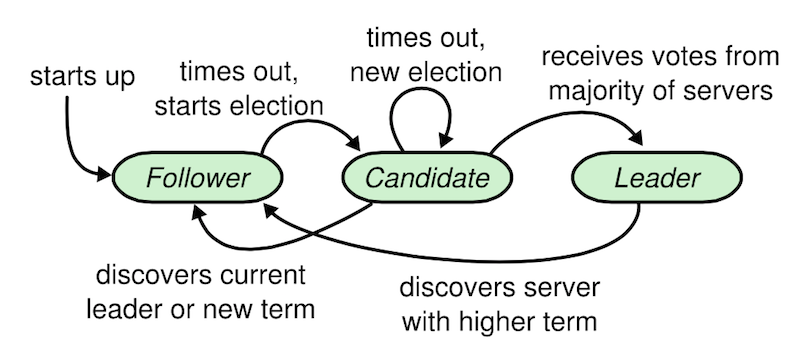 starts up
times out,
starts election
times out,
new election
receives votes from
majority of servers
Follower
Candidate
Leader
discovers current
leader or new term
discovers server
with higher term